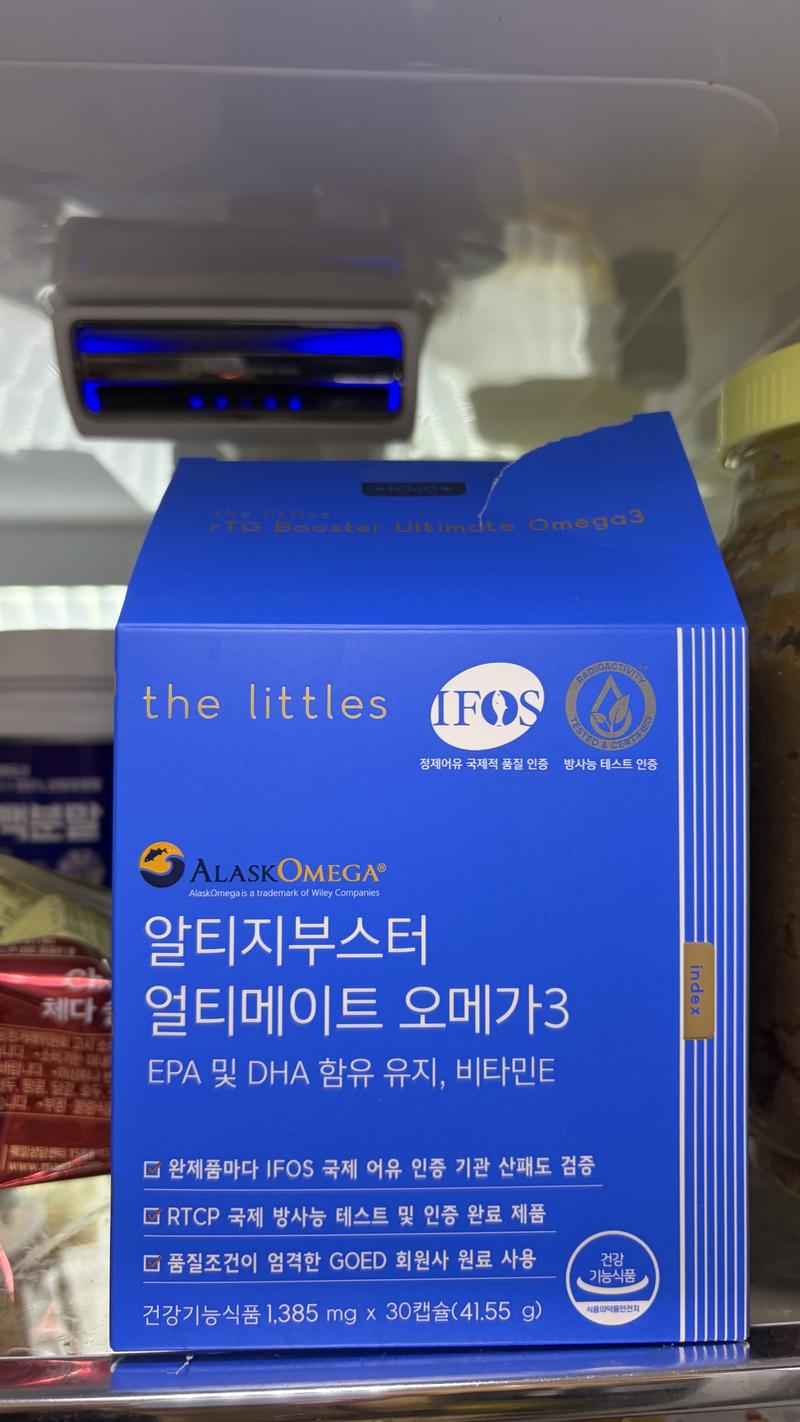 OPEN
the littles
rTG Booster Ultimate Omega3
the littles
IFOS
RADIOACTIVITY
TESTED & CERTIFIED
정제어유 국제적 품질 인증
방사능 테스트 인증
ALASKOMEGA®
AlaskOmega is a trademark of Wiley Companies
알티지부스터
얼티메이트 오메가3
EPA 및 DHA 함유 유지, 비타민E
index
완제품마다 IFOS 국제 어유 인증 기관 산패도 검증
RTCP 국제 방사능 테스트 및 인증 완료 제품
품질조건이 엄격한 GOED 회원사 원료 사용
건강
기능식품
식품의약품안전처
건강기능식품 1,385 mg x 30캡슐(41.55 g)
백분말
체다